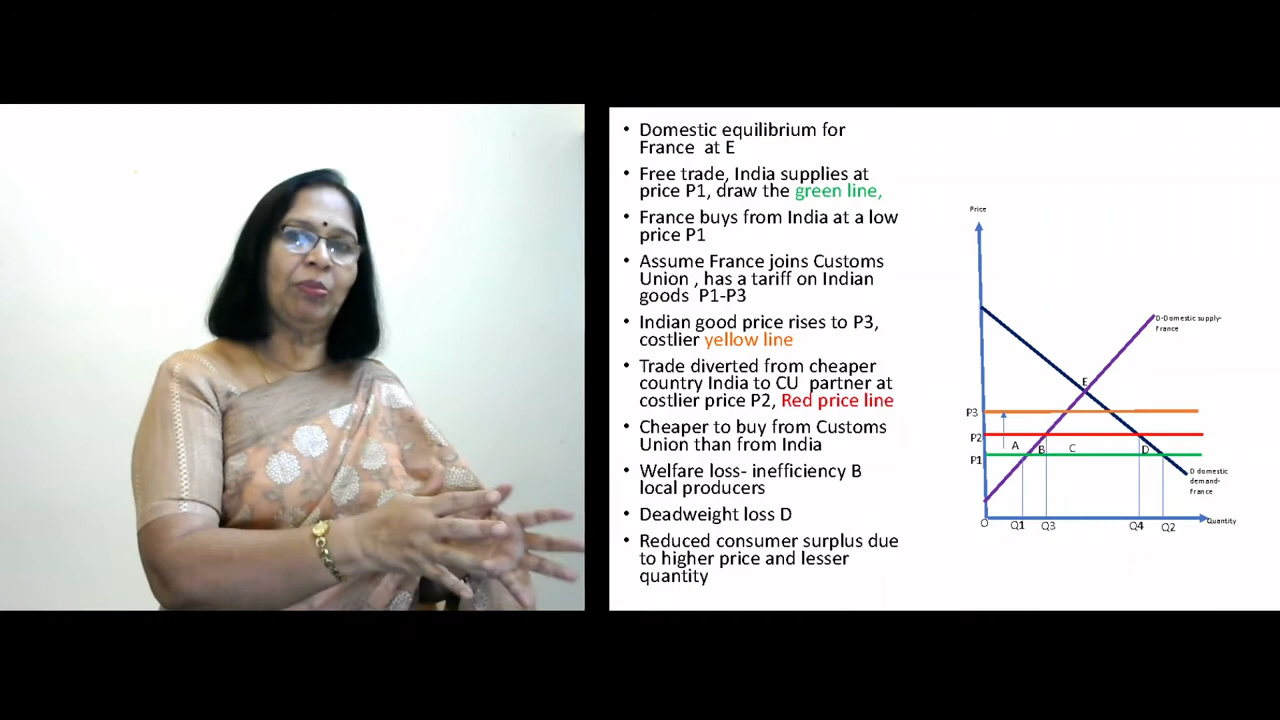 • Domestic equilibrium for
France at E
• Free trade, India supplies at
price P1, draw the green line,
• France buys from India at a low
price P1
• Assume France joins Customs
Union , has a tariff on Indian
goods P1-P3
• Indian good price rises to P3,
costlier yellow line
• Trade diverted from cheaper
country India to CU partner at
costlier price P2, Red price line
• Cheaper to buy from Customs
Union than from India
• Welfare loss- inefficiency B
local producers
• Deadweight loss D
• Reduced consumer surplus due
to higher price and lesser
quantity
Price
D-Domestic supply-
France
E
P3
P2
A
B
C
D
P1
D domestic
demand-
France
O
Q1
Q3
Q4
Q2
Quantity